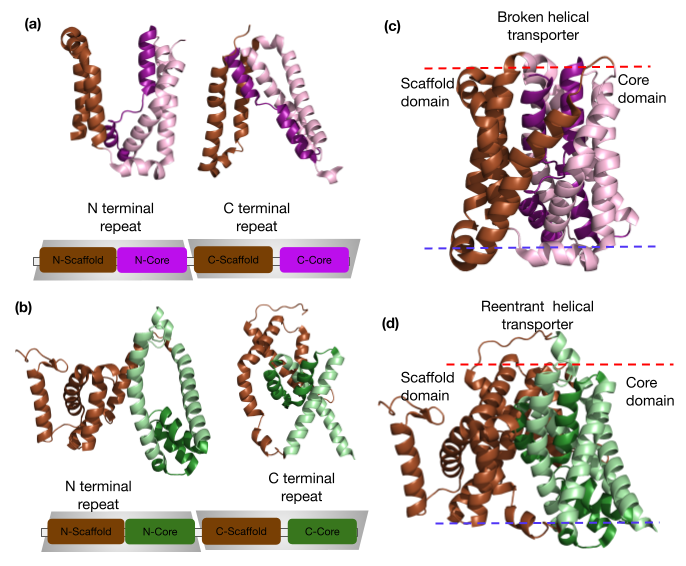 (a)
N terminal
repeat
C terminal
repeat
N-Scaffold N-Core C-Scaffold C-Core
(b)
N terminal
repeat
C terminal
repeat
N-Scaffold N-Core C-Scaffold C-Core
(c)
Broken helical
transporter
Scaffold
domain
Core
domain
Reentrant helical
transporter
(d)
Scaffold
domain
Core
domain